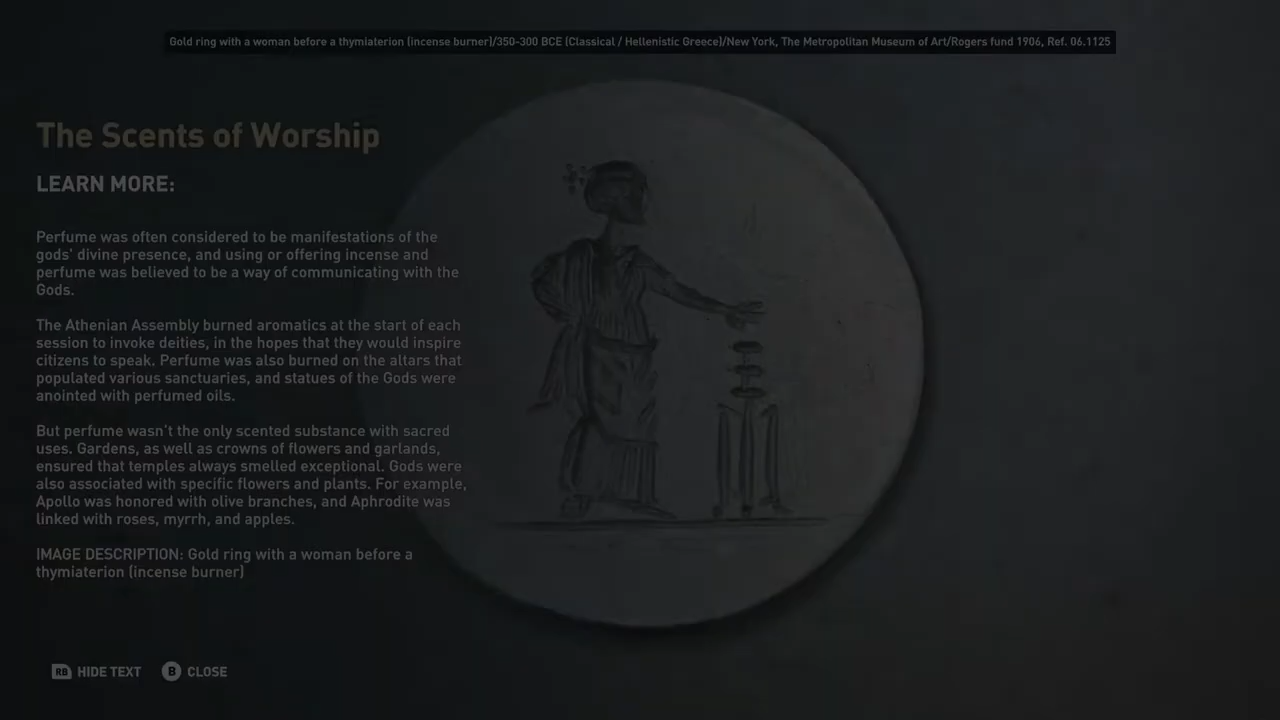 Gold ring with a woman before a thymiaterion (incense burner)/350-300 BCE (Classical / Hellenistic Greece)/New York, The Metropolitan Museum of Art/Rogers fund 1906, Ref. 06.1125
The Scents of Worship
LEARN MORE:
Perfume was often considered to be manifestations of the
gods' divine presence, and using or offering incense and
perfume was believed to be a way of communicating with the
Gods.
The Athenian Assembly burned aromatics at the start of each
session to invoke deities, in the hopes that they would inspire
citizens to speak. Perfume was also burned on the altars that
populated various sanctuaries, and statues of the Gods were
anointed with perfumed oils.
But perfume wasn't the only scented substance with sacred
uses. Gardens, as well as crowns of flowers and garlands,
ensured that temples always smelled exceptional. Gods were
also associated with specific flowers and plants. For example,
Apollo was honored with olive branches, and Aphrodite was
linked with roses, myrrh, and apples.
IMAGE DESCRIPTION: Gold ring with a woman before a
thymiaterion (incense burner)
RB HIDE TEXT B CLOSE